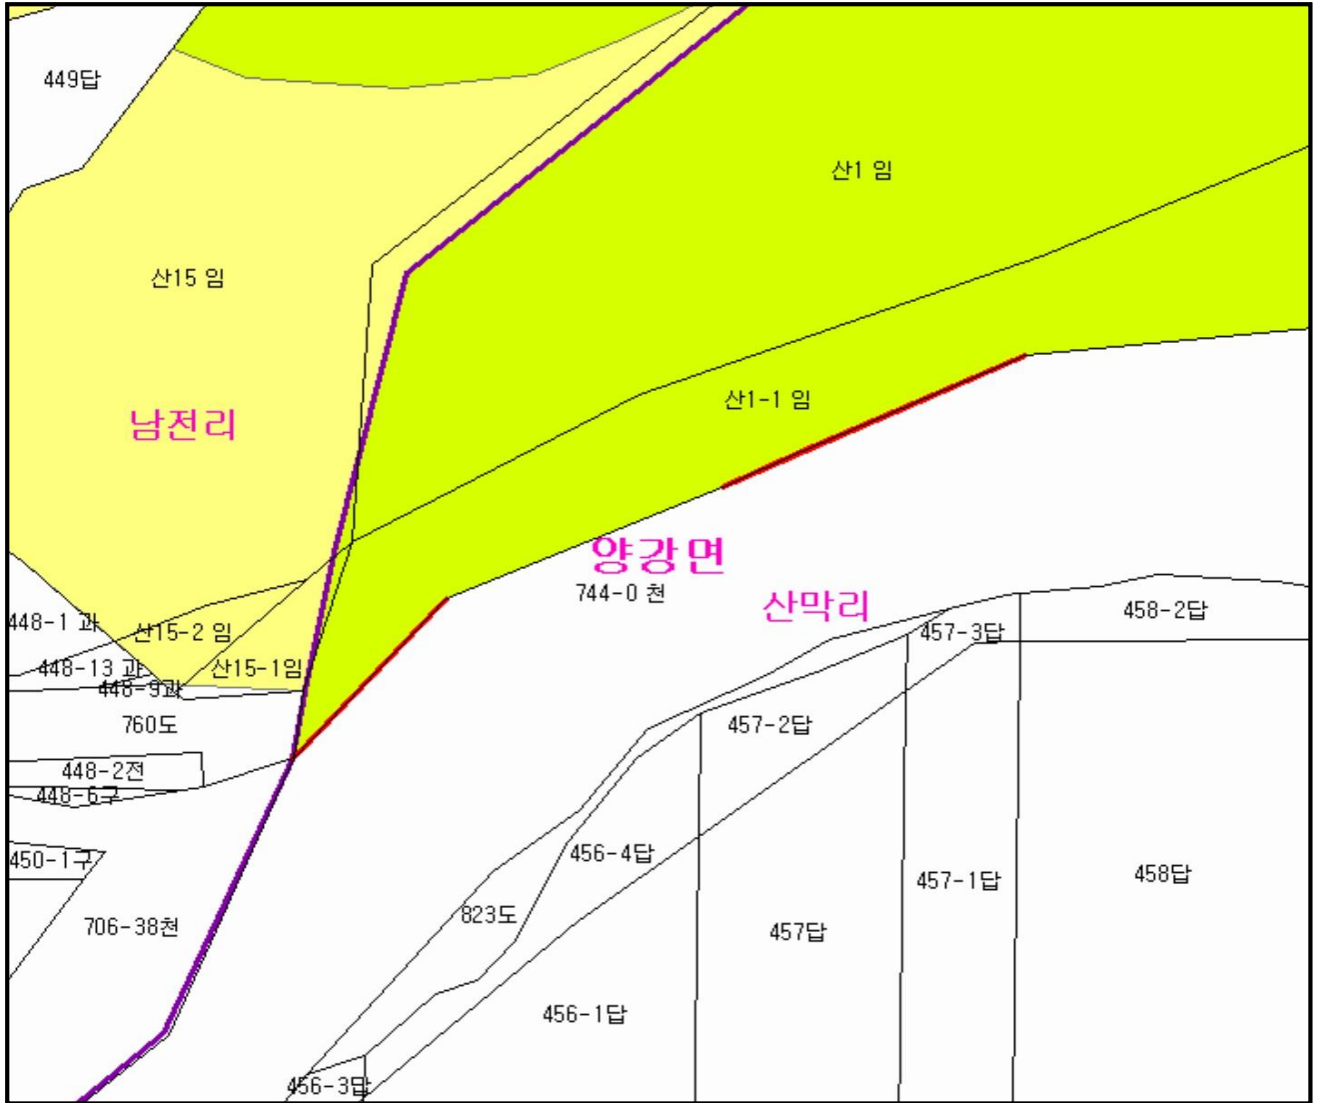 449답
산1 임
산15 임
산1-1 임
남전리
양강면
744-0 천
산막리
458-2답
448-1 과
산15-2 임
457-3답
448-13 과
산15-1임
448-9과
760도
457-2답
448-2전
448-6구
450-1구
456-4답
458답
457-1답
823도
706-38천
457답
456-1답
456-3답